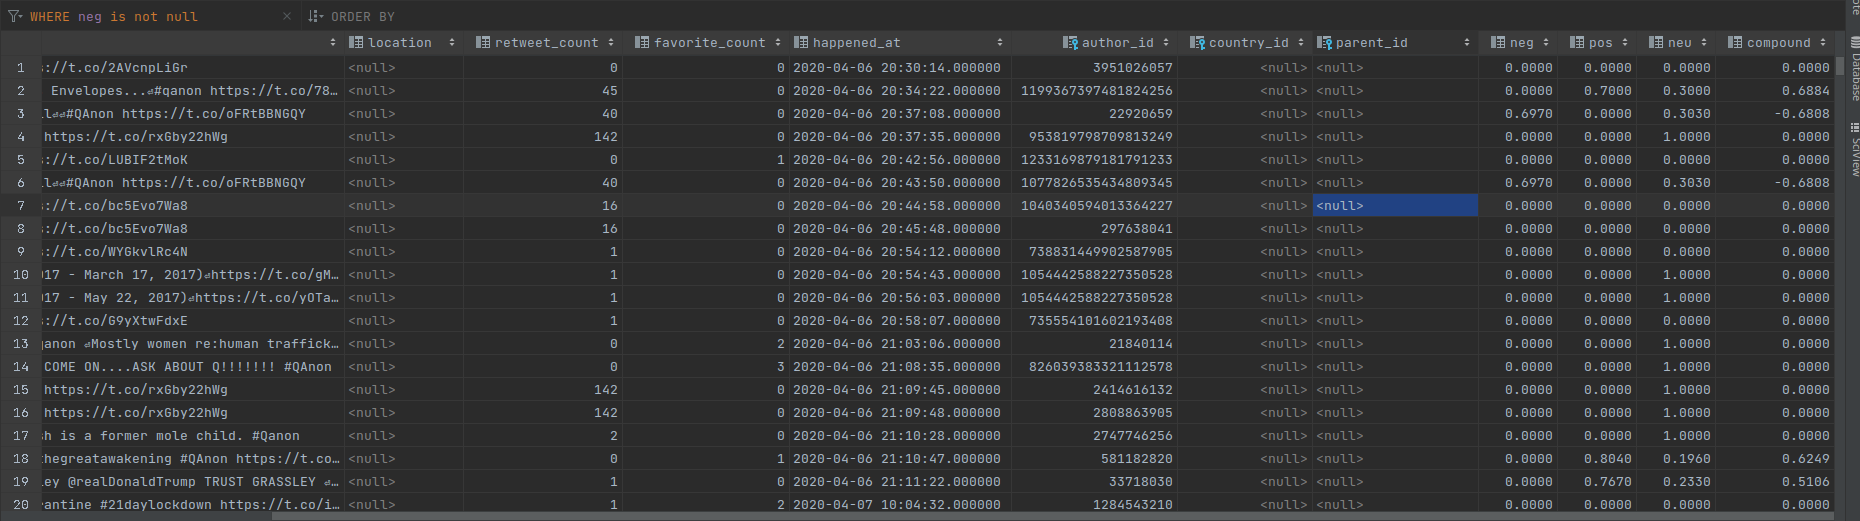 WHERE neg is not null × ORDER BY
location retweet_count favorite_count happened_at author_id country_id parent_id neg pos neu compound
1 s://t.co/2AVcnpLiGr <null> 0 0 2020-04-06 20:30:14.000000 3951026057 <null> <null> 0.0000 0.0000 0.0000 0.0000
2 Envelopes...⏎#qanon https://t.co/78… <null> 45 0 2020-04-06 20:34:22.000000 1199367397481824256 <null> <null> 0.0000 0.7000 0.3000 0.6884
3 ll⏎⏎#QAnon https://t.co/oFRtBBNGQY <null> 40 0 2020-04-06 20:37:08.000000 22920659 <null> <null> 0.6970 0.0000 0.3030 -0.6808
4 https://t.co/rxGby22hWg <null> 142 0 2020-04-06 20:37:35.000000 953819798709813249 <null> <null> 0.0000 0.0000 1.0000 0.0000
5 s://t.co/LUBIF2tMoK <null> 0 1 2020-04-06 20:42:56.000000 1233169879181791233 <null> <null> 0.0000 0.0000 0.0000 0.0000
6 ll⏎⏎#QAnon https://t.co/oFRtBBNGQY <null> 40 0 2020-04-06 20:43:50.000000 1077826535434809345 <null> <null> 0.6970 0.0000 0.3030 -0.6808
7 s://t.co/bc5Evo7Wa8 <null> 16 0 2020-04-06 20:44:58.000000 1040340594013364227 <null> <null> 0.0000 0.0000 0.0000 0.0000
8 s://t.co/bc5Evo7Wa8 <null> 16 0 2020-04-06 20:45:48.000000 297638041 <null> <null> 0.0000 0.0000 0.0000 0.0000
9 s://t.co/WYGkvlRc4N <null> 1 0 2020-04-06 20:54:12.000000 738831449902587905 <null> <null> 0.0000 0.0000 0.0000 0.0000
10 017 - March 17, 2017)⏎https://t.co/gM… <null> 1 0 2020-04-06 20:54:43.000000 1054442588227350528 <null> <null> 0.0000 0.0000 1.0000 0.0000
11 017 - May 22, 2017)⏎https://t.co/yOTa… <null> 1 0 2020-04-06 20:56:03.000000 1054442588227350528 <null> <null> 0.0000 0.0000 1.0000 0.0000
12 s://t.co/G9yXtwFdxE <null> 1 0 2020-04-06 20:58:07.000000 735554101602193408 <null> <null> 0.0000 0.0000 0.0000 0.0000
13 qanon ⏎Mostly women re:human traffick… <null> 0 2 2020-04-06 21:03:06.000000 21840114 <null> <null> 0.0000 0.0000 1.0000 0.0000
14 COME ON....ASK ABOUT Q!!!!!!! #QAnon <null> 0 3 2020-04-06 21:08:35.000000 826039383321112578 <null> <null> 0.0000 0.0000 1.0000 0.0000
15 https://t.co/rxGby22hWg <null> 142 0 2020-04-06 21:09:45.000000 2414616132 <null> <null> 0.0000 0.0000 1.0000 0.0000
16 https://t.co/rxGby22hWg <null> 142 0 2020-04-06 21:09:48.000000 2808863905 <null> <null> 0.0000 0.0000 1.0000 0.0000
17 sh is a former mole child. #Qanon <null> 2 0 2020-04-06 21:10:28.000000 2747746256 <null> <null> 0.0000 0.0000 1.0000 0.0000
18 thegreatawakening #QAnon https://t.co… <null> 0 1 2020-04-06 21:10:47.000000 581182820 <null> <null> 0.0000 0.8040 0.1960 0.6249
19 ley @realDonaldTrump TRUST GRASSLEY ⏎… <null> 1 0 2020-04-06 21:11:22.000000 33718030 <null> <null> 0.0000 0.7670 0.2330 0.5106
20 rantine #21daylockdown https://t.co/i… <null> 1 2 2020-04-07 10:04:32.000000 1284543210 <null> <null> 0.0000 0.0000 1.0000 0.0000
Database
SciView